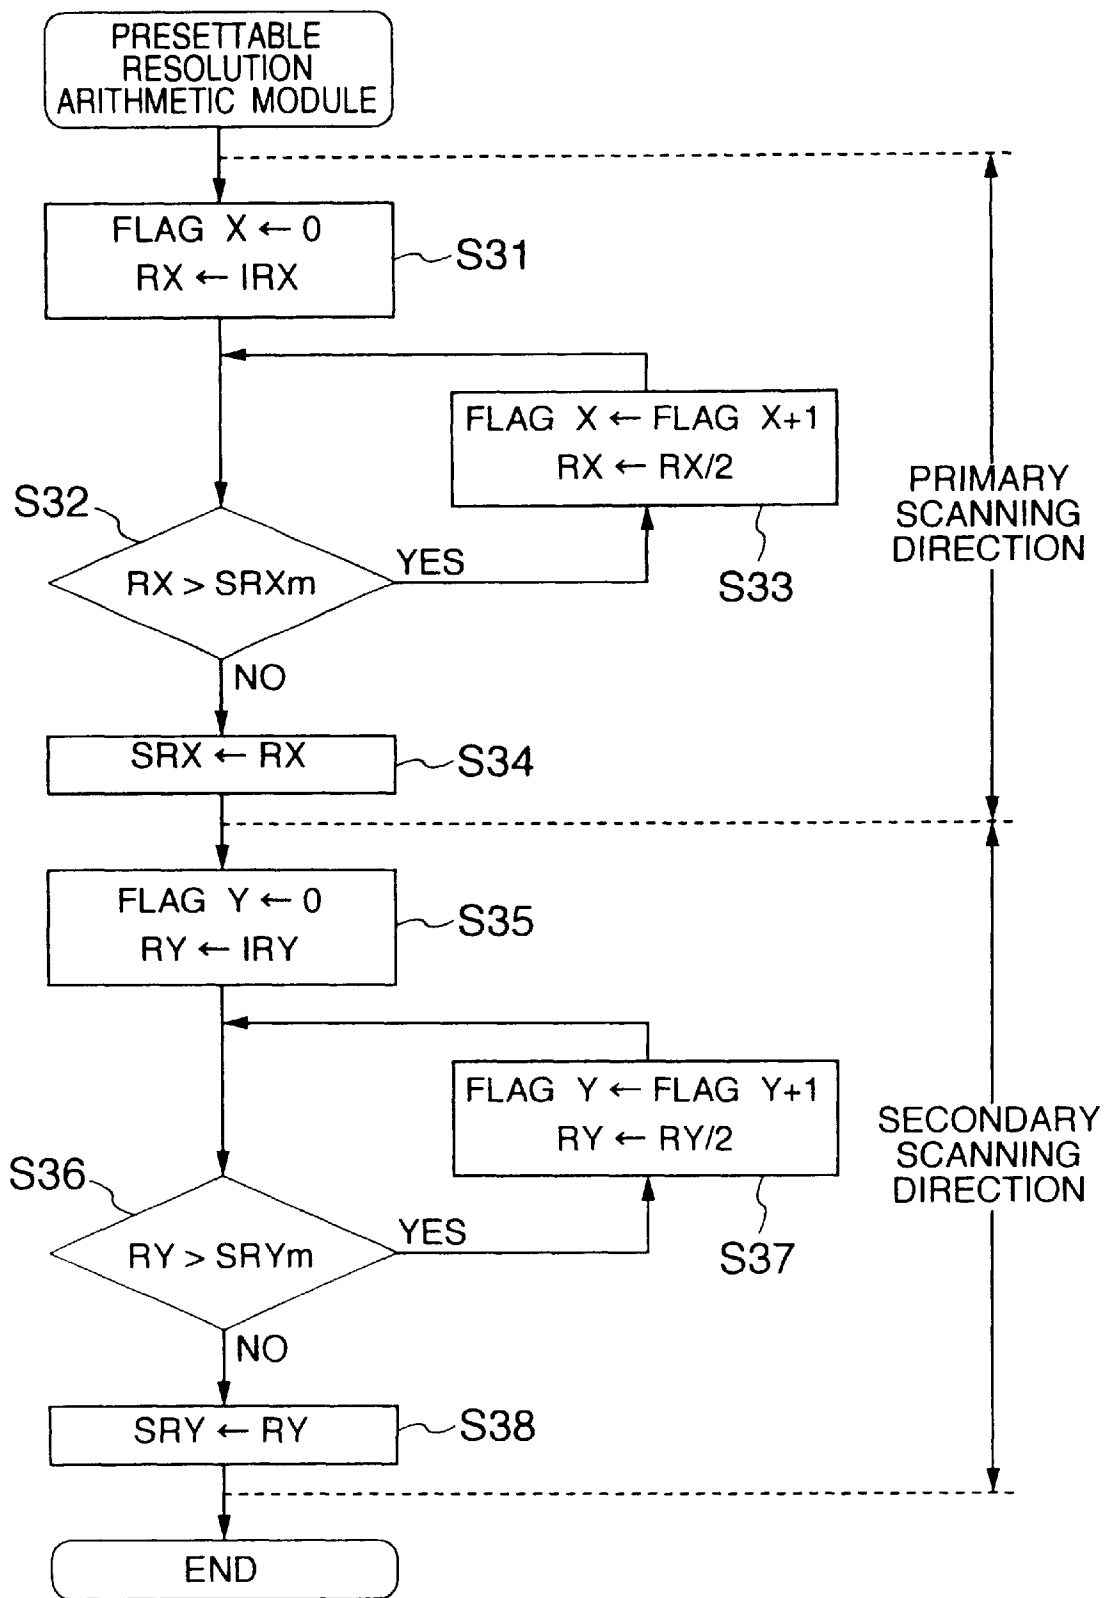 PRESETTABLE
RESOLUTION
ARITHMETIC MODULE
FLAG X ← 0
RX ← IRX
S31
FLAG X ← FLAG X+1
RX ← RX/2
S33
S32
RX > SRXm
YES
NO
SRX ← RX
S34
PRIMARY
SCANNING
DIRECTION
FLAG Y ← 0
RY ← IRY
S35
FLAG Y ← FLAG Y+1
RY ← RY/2
S37
S36
RY > SRYm
YES
NO
SRY ← RY
S38
SECONDARY
SCANNING
DIRECTION
END